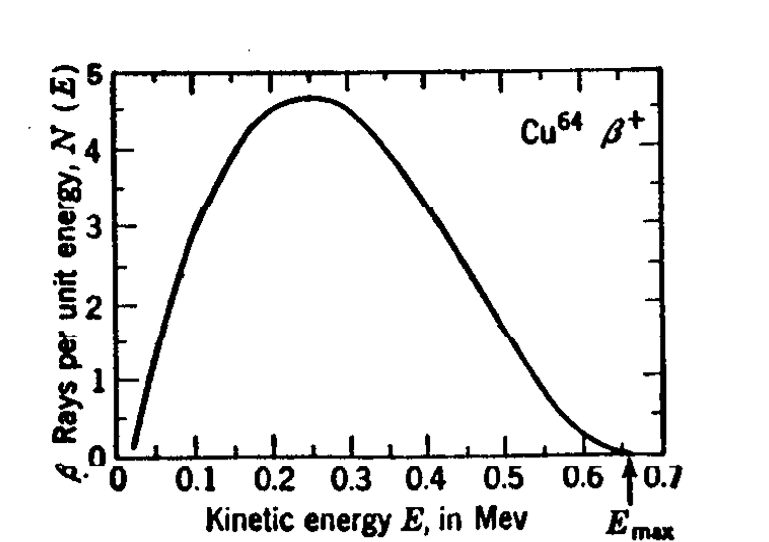 β Rays per unit energy, N (E)
5
4
3
2
1
0
Cu⁶⁴ β⁺
0 0.1 0.2 0.3 0.4 0.5 0.6 0.7
Kinetic energy E, in Mev
E max